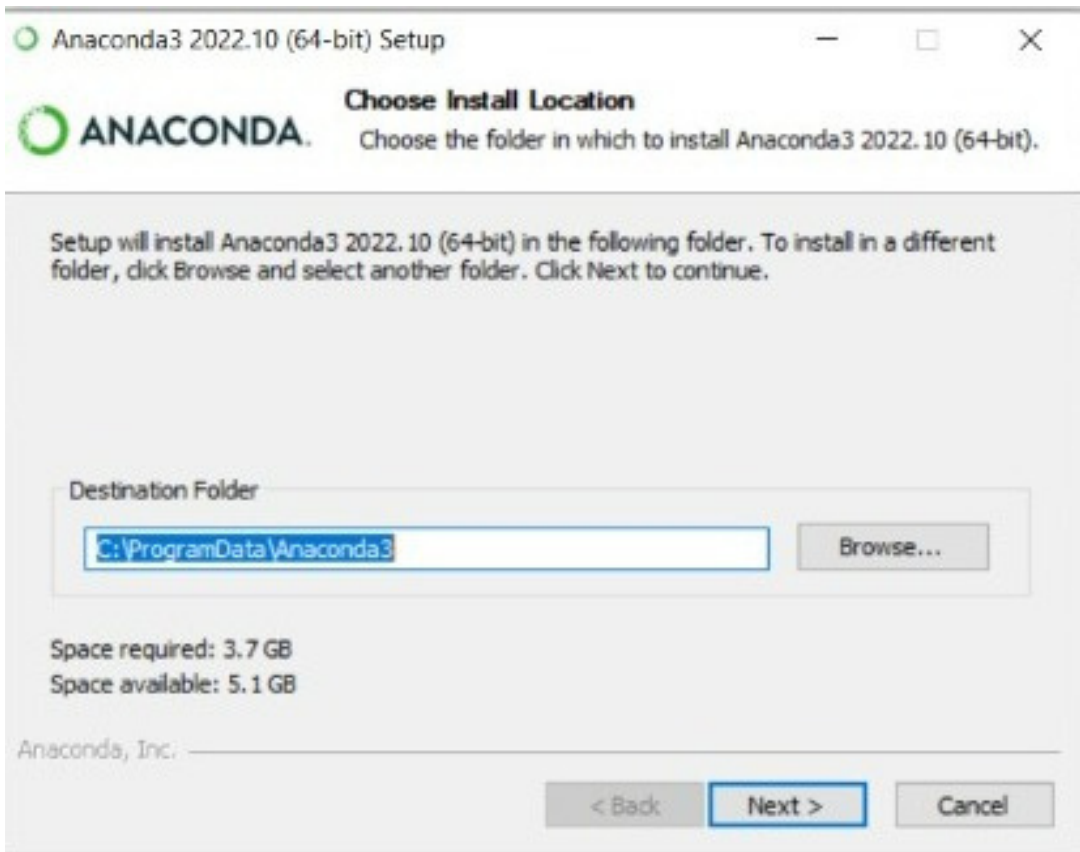 Anaconda3 2022.10 (64-bit) Setup
Choose Install Location
ANACONDA.
Choose the folder in which to install Anaconda3 2022.10 (64-bit).
Setup will install Anaconda3 2022.10 (64-bit) in the following folder. To install in a different
folder, click Browse and select another folder. Click Next to continue.
Destination Folder
C:\ProgramData\Anaconda3
Browse...
Space required: 3.7 GB
Space available: 5.1 GB
Anaconda, Inc.
< Back
Next >
Cancel